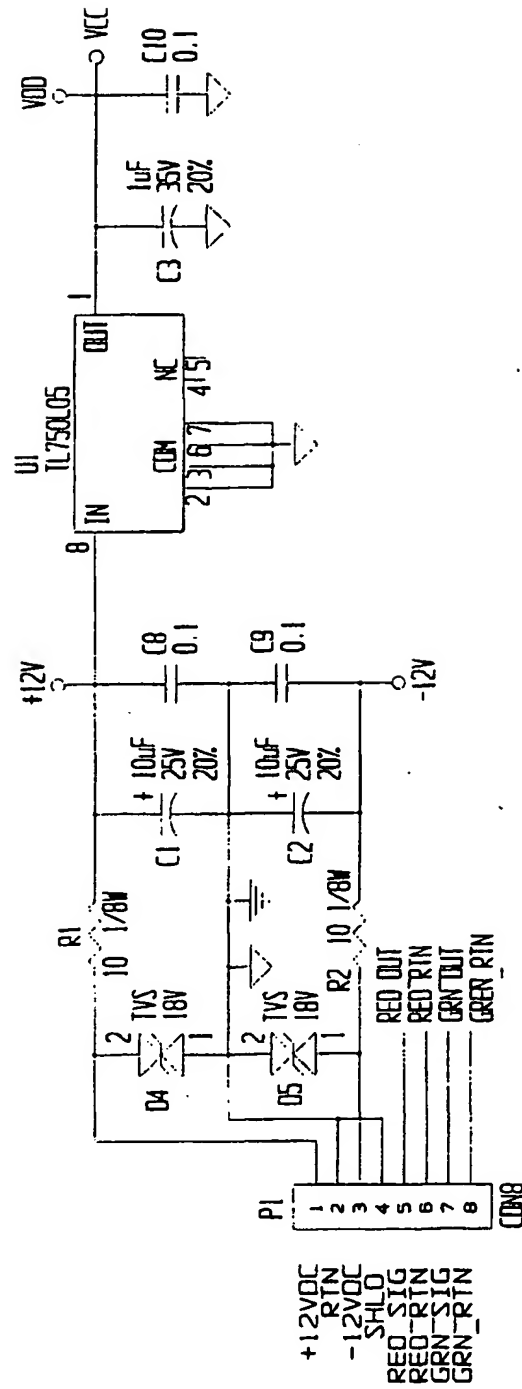 VDD
VCC
C10
0.1
1uF
35V
20%
C3
1
U1
TL750L05
OUT
NC
4 5
COM
2 3 6 7
IN
8
+12V
C8
0.1
C9
0.1
-12V
+ 10uF
25V
20%
C1
+ 10uF
25V
20%
C2
R1
10 1/8W
10 1/8W
R2
TVS
18V
2
1
D4
TVS
18V
2
1
D5
RED OUT
RED RTN
GRN OUT
GREN_RTN
P1
1
2
3
4
5
6
7
8
CON8
+12VDC
RTN
-12VDC
SHLD
RED_SIG
RED_RTN
GRN_SIG
GRN_RTN